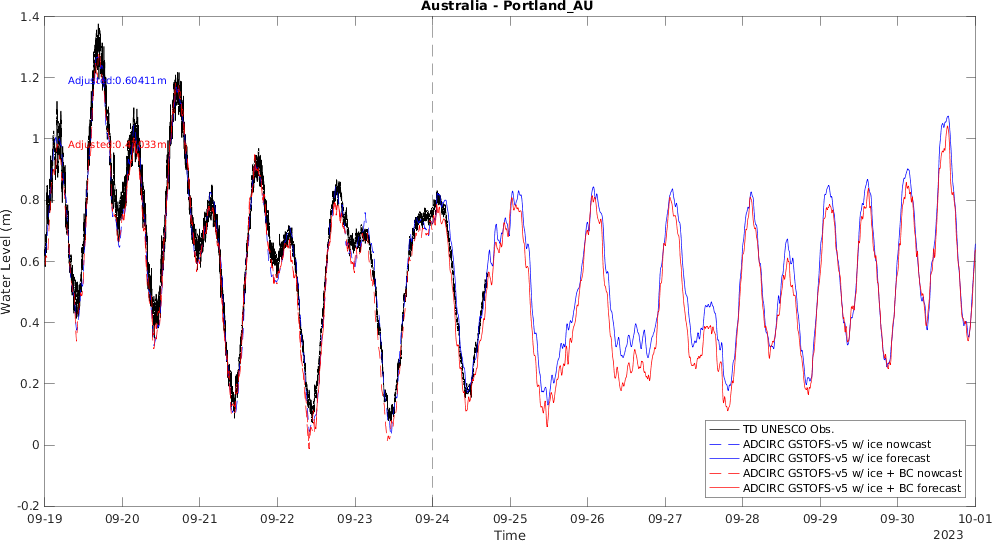 Australia - Portland_AU
1.4
1.2
1
0.8
0.6
0.4
0.2
0
-0.2
Water Level (m)
Adjusted:0.60411m
TD UNESCO Obs.
ADCIRC GSTOFS-v5 w/ ice nowcast
ADCIRC GSTOFS-v5 w/ ice forecast
ADCIRC GSTOFS-v5 w/ ice + BC nowcast
ADCIRC GSTOFS-v5 w/ ice + BC forecast
09-19 09-20 09-21 09-22 09-23 09-24 09-25 09-26 09-27 09-28 09-29 09-30 10-01
Time
2023